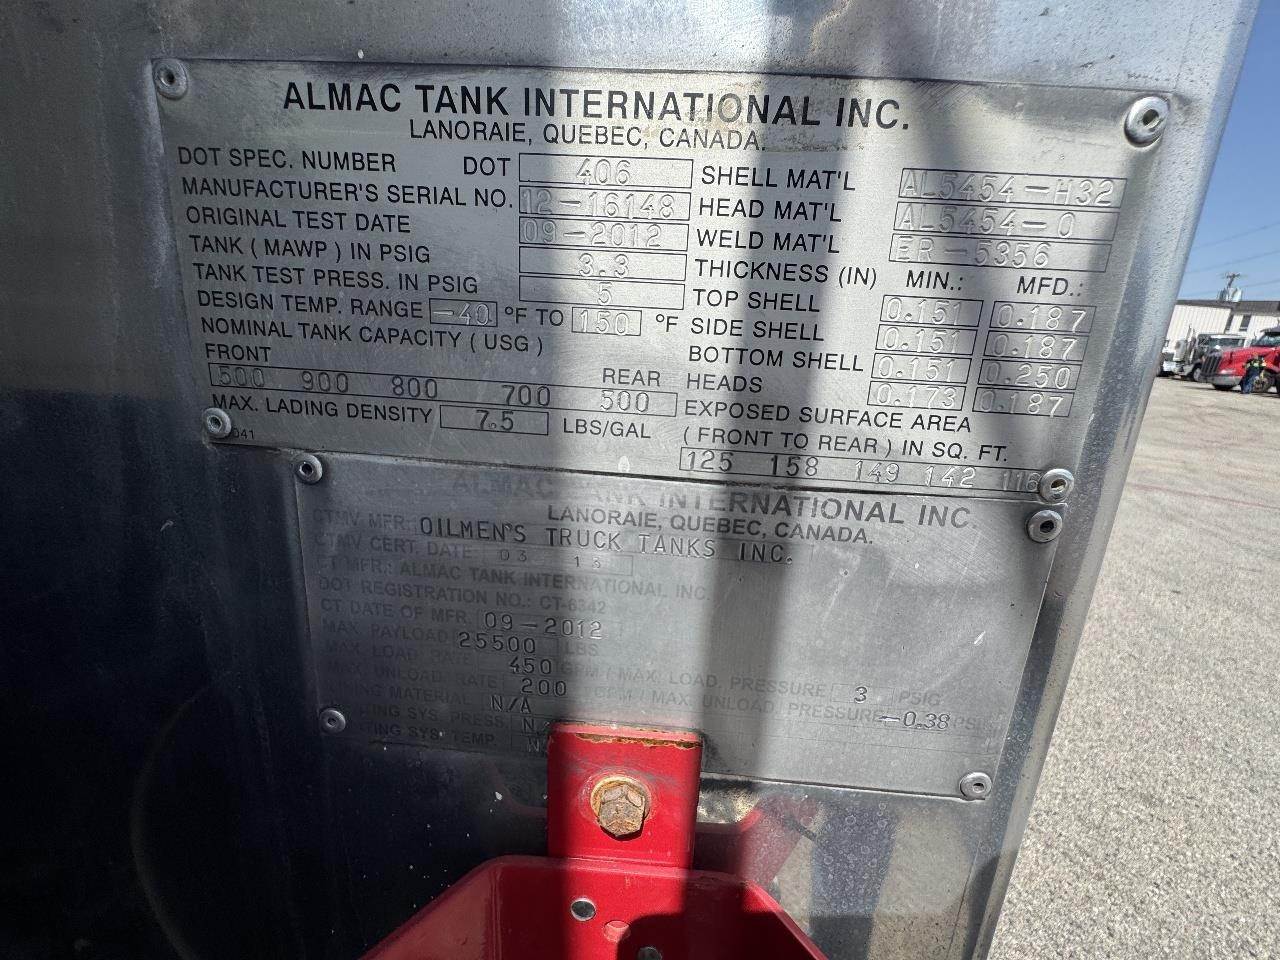 ALMAC TANK INTERNATIONAL INC.
LANORAIE, QUEBEC, CANADA.
DOT SPEC. NUMBER DOT 406
MANUFACTURER'S SERIAL NO. 12-16148
ORIGINAL TEST DATE 09-2012
TANK ( MAWP ) IN PSIG 3.3
TANK TEST PRESS. IN PSIG 5
DESIGN TEMP. RANGE -40 °F TO 150 °F
NOMINAL TANK CAPACITY ( USG )
FRONT REAR
500 900 800 700 500
MAX. LADING DENSITY 7.5 LBS/GAL
041
SHELL MAT'L AL5454-H32
HEAD MAT'L AL5454-0
WELD MAT'L ER-5356
THICKNESS (IN) MIN.: MFD.:
TOP SHELL 0.151 0.187
SIDE SHELL 0.151 0.187
BOTTOM SHELL 0.151 0.250
HEADS 0.173 0.187
EXPOSED SURFACE AREA
( FRONT TO REAR ) IN SQ. FT.
125 158 149 142 116
ALMAC TANK INTERNATIONAL INC.
LANORAIE, QUEBEC, CANADA.
CTMV MFR: OILMEN'S TRUCK TANKS INC.
CTMV CERT. DATE: 03 13
CT MFR.: ALMAC TANK INTERNATIONAL INC.
DOT REGISTRATION NO.: CT-6342
CT DATE OF MFR. 09-2012
MAX. PAYLOAD 25500 LBS
MAX. LOAD RATE 450 GPM / MAX. LOAD. PRESSURE 3 PSIG
MAX. UNLOAD RATE 200 GPM / MAX. UNLOAD. PRESSURE -0.38 PSI
MATERIAL N/A
SYS. PRESS. N
SYS. TEMP. N